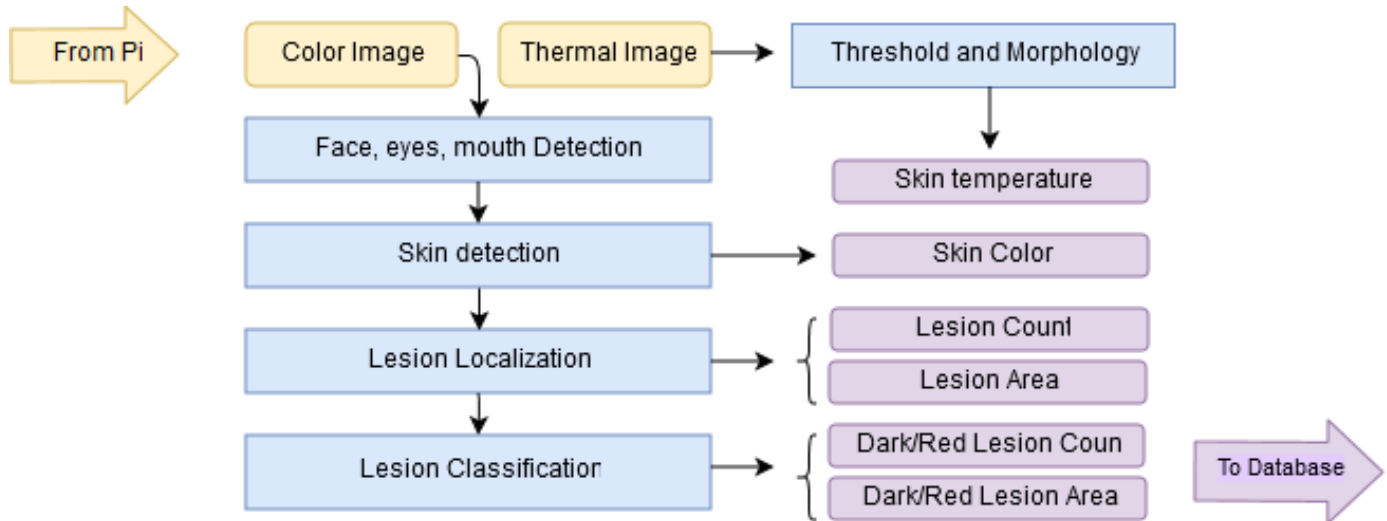 From Pi
Color Image
Thermal Image
Threshold and Morphology
Face, eyes, mouth Detection
Skin temperature
Skin detection
Skin Color
Lesion Localization
Lesion Count
Lesion Area
Lesion Classification
Dark/Red Lesion Coun
Dark/Red Lesion Area
To Database